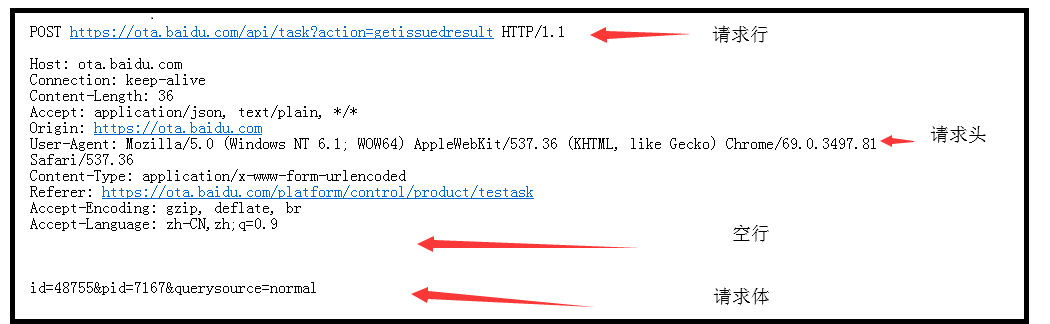 POST https://ota.baidu.com/api/task?action=getissuedresult HTTP/1.1 请求行
Host: ota.baidu.com
Connection: keep-alive
Content-Length: 36
Accept: application/json, text/plain, */*
Origin: https://ota.baidu.com
User-Agent: Mozilla/5.0 (Windows NT 6.1; WOW64) AppleWebKit/537.36 (KHTML, like Gecko) Chrome/69.0.3497.81 请求头
Safari/537.36
Content-Type: application/x-www-form-urlencoded
Referer: https://ota.baidu.com/platform/control/product/testask
Accept-Encoding: gzip, deflate, br
Accept-Language: zh-CN,zh;q=0.9
空行
id=48755&pid=7167&querysource=normal 请求体